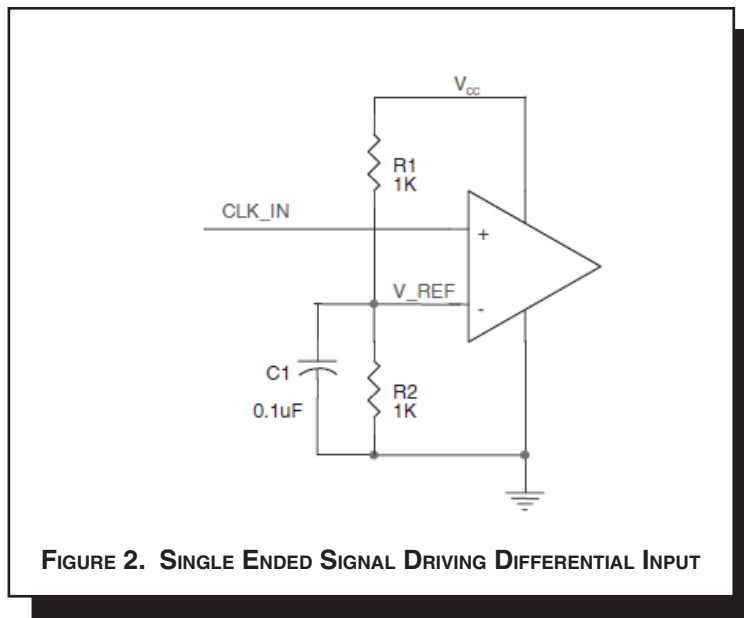 Vcc
R1
1K
CLK_IN
+
V_REF
-
C1
0.1uF
R2
1K
FIGURE 2. SINGLE ENDED SIGNAL DRIVING DIFFERENTIAL INPUT